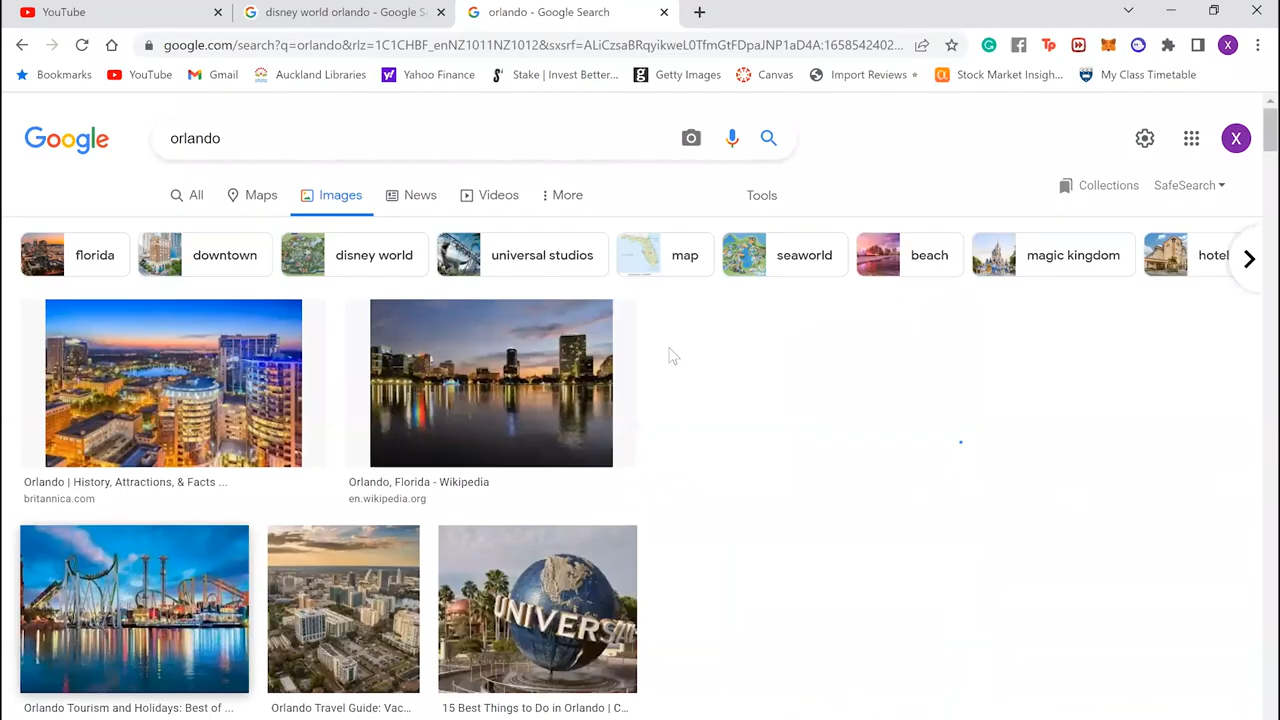 YouTube
disney world orlando - Google S
orlando - Google Search
google.com/search?q=orlando&rlz=1C1CHBF_enNZ1011NZ1012&sxsrf=ALiCzsaBRqyikweL0TfmGtFDpaJNP1aD4A:1658542402...
Bookmarks
YouTube
Gmail
Auckland Libraries
Yahoo Finance
Stake | Invest Better...
Getty Images
Canvas
Import Reviews
Stock Market Insigh...
My Class Timetable
X
Google
orlando
X
All
Maps
Images
News
Videos
More
Tools
Collections
SafeSearch
florida
downtown
disney world
universal studios
map
seaworld
beach
magic kingdom
hotel
Orlando | History, Attractions, & Facts ...
britannica.com
Orlando, Florida - Wikipedia
en.wikipedia.org
UNIVERSAL
Orlando Tourism and Holidays: Best of ...
Orlando Travel Guide: Vac...
15 Best Things to Do in Orlando | C...